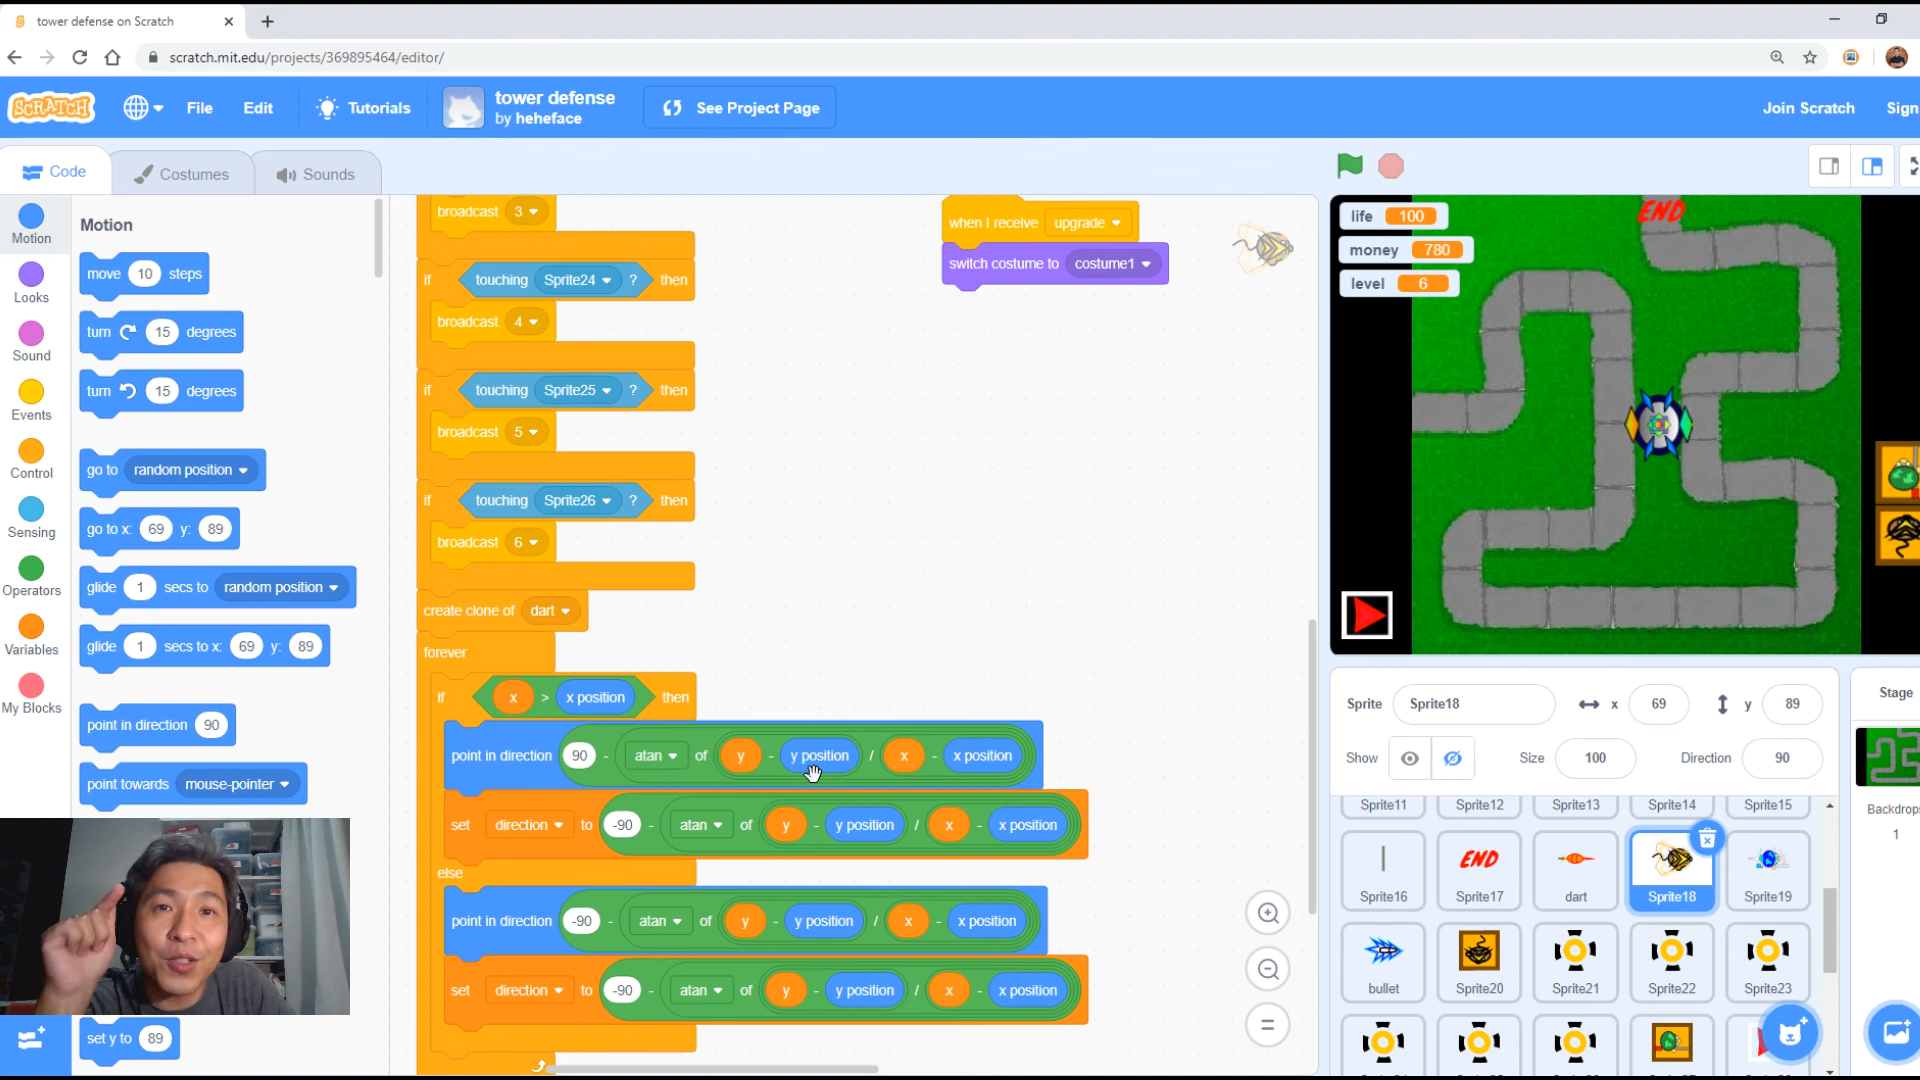 tower defense on Scratch
scratch.mit.edu/projects/369895464/editor/
SCRATCH
File
Edit
Tutorials
tower defense
by heheface
See Project Page
Join Scratch
Sign
Code
Costumes
Sounds
Motion
Looks
Sound
Events
Control
Sensing
Operators
Variables
My Blocks
Motion
move 10 steps
turn 15 degrees
turn 15 degrees
go to random position
go to x: 69 y: 89
glide 1 secs to random position
glide 1 secs to x: 69 y: 89
point in direction 90
point towards mouse-pointer
set y to 89
broadcast 3
if touching Sprite24 ? then
broadcast 4
if touching Sprite25 ? then
broadcast 5
if touching Sprite26 ? then
broadcast 6
create clone of dart
forever
if x > x position then
point in direction 90 - atan of y - y position / x - x position
set direction to -90 - atan of y - y position / x - x position
else
point in direction -90 - atan of y - y position / x - x position
set direction to -90 - atan of y - y position / x - x position
when I receive upgrade
switch costume to costume1
life 100
money 780
level 6
END
Sprite Sprite18 x 69 y 89
Show Size 100 Direction 90
Sprite11 Sprite12 Sprite13 Sprite14 Sprite15
END
Sprite16 Sprite17 dart Sprite18 Sprite19
bullet Sprite20 Sprite21 Sprite22 Sprite23
Stage
Backdrops
1